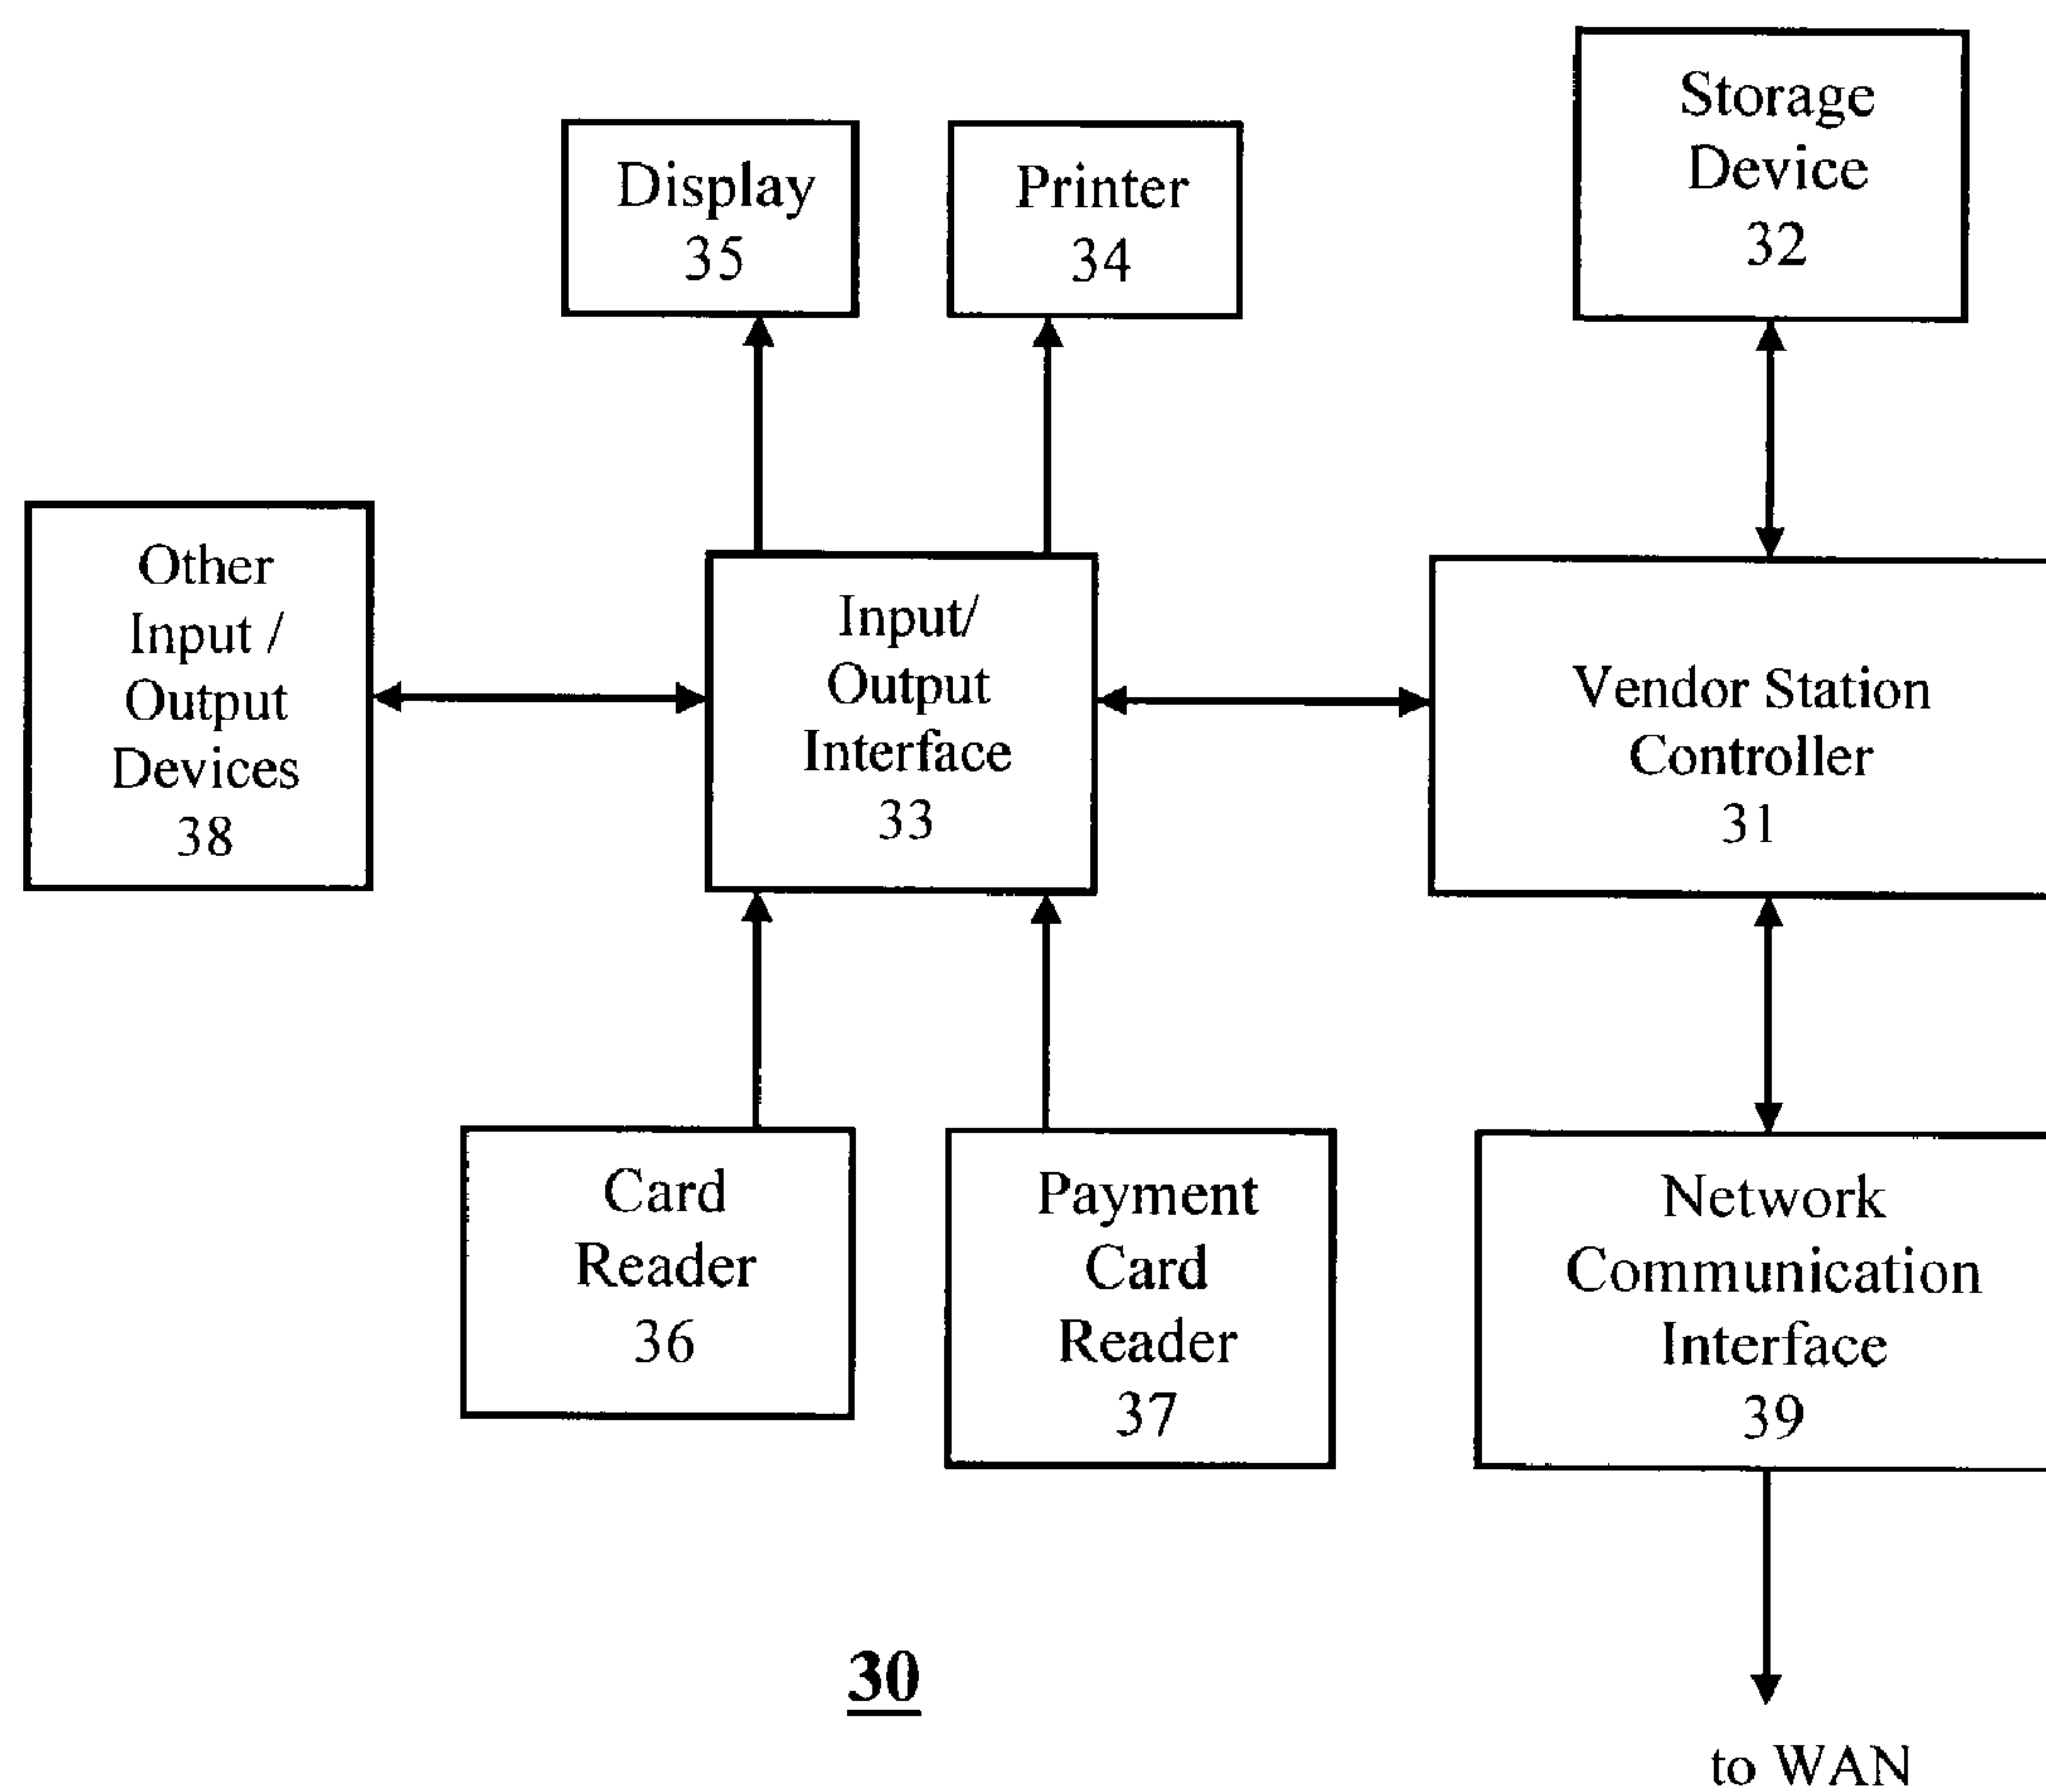 Storage
Device
32
Display
35
Printer
34
Other
Input /
Output
Devices
38
Input/
Output
Interface
33
Vendor Station
Controller
31
Card
Reader
36
Payment
Card
Reader
37
Network
Communication
Interface
39
30
to WAN